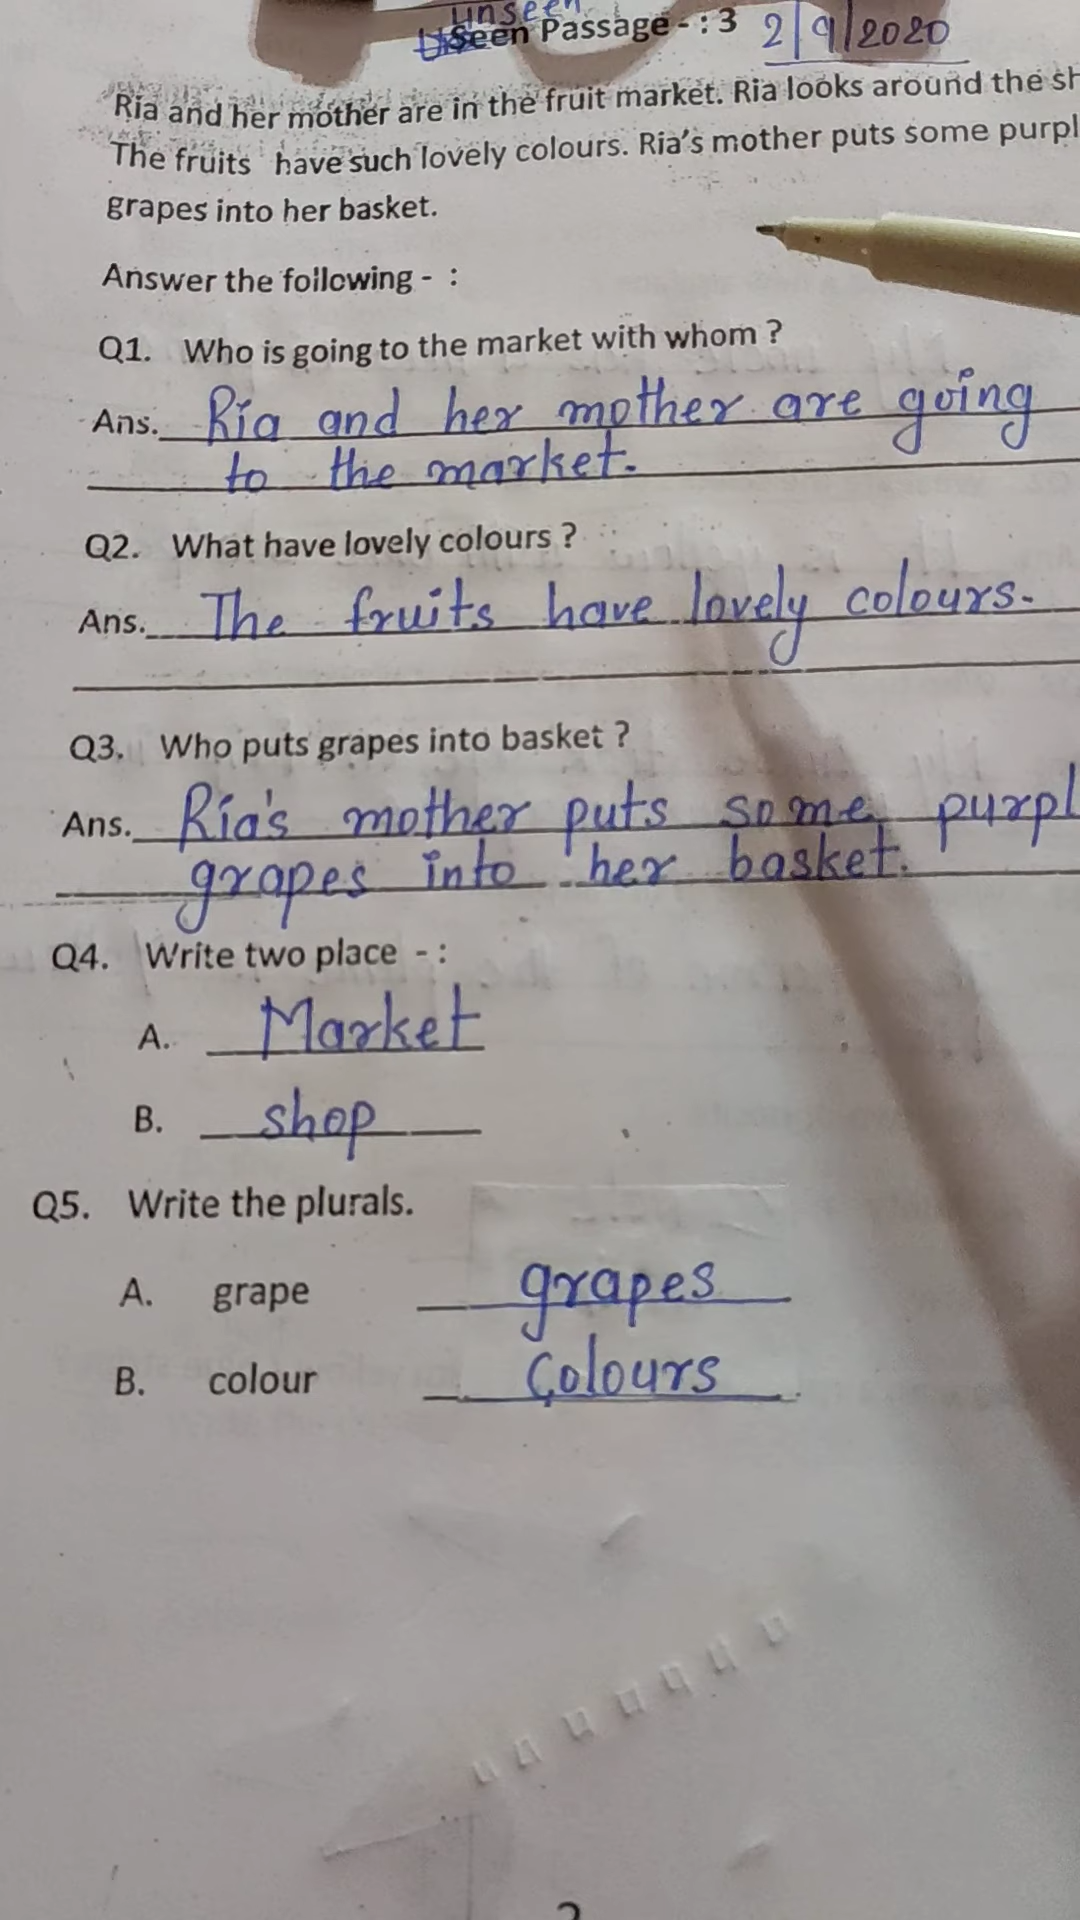 unseen
Seen Passage - : 3 2/9/2020
Ria and her mother are in the fruit market. Ria looks around the
The fruits have such lovely colours. Ria's mother puts some purpl
grapes into her basket.
Answer the following - :
Q1. Who is going to the market with whom ?
Ans. Ria and her mother are going
to the market.
Q2. What have lovely colours ?
Ans. The fruits have lovely colours.
Q3. Who puts grapes into basket ?
Ans. Ria's mother puts some purpl
grapes into her basket.
Q4. Write two place - :
A. Market
B. shop
Q5. Write the plurals.
A. grape grapes
B. colour Colours